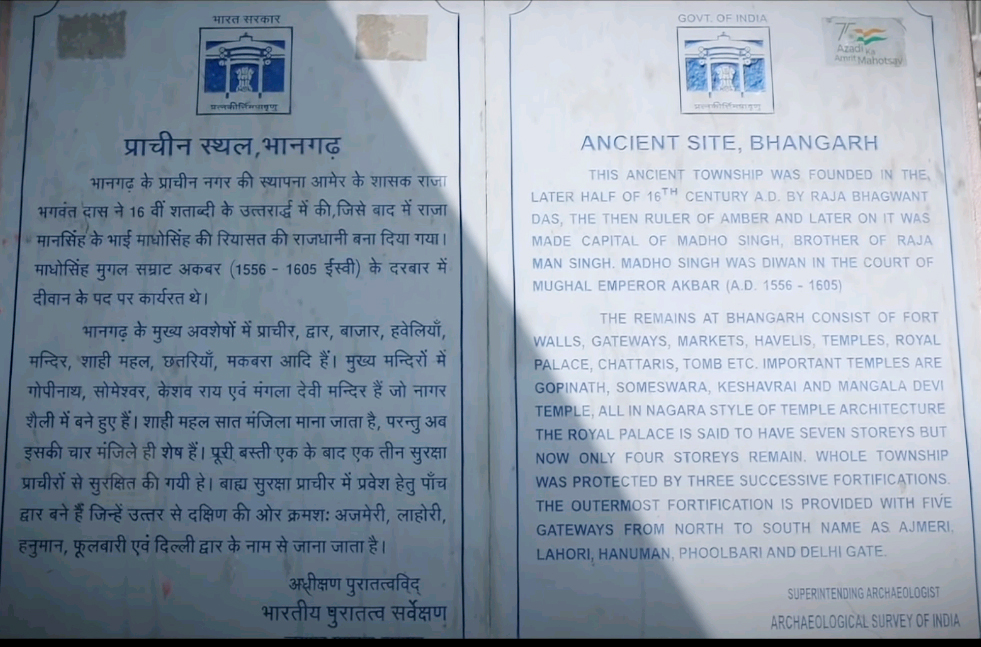 भारत सरकार
प्रत्नकीर्तिमपावृणु
प्राचीन स्थल,भानगढ़
भानगढ़ के प्राचीन नगर की स्थापना आमेर के शासक राजा
भगवंत दास ने 16 वीं शताब्दी के उत्तरार्द्ध में की,जिसे बाद में राजा
मानसिंह के भाई माधोसिंह की रियासत की राजधानी बना दिया गया।
माधोसिंह मुगल सम्राट अकबर (1556 - 1605 ईस्वी) के दरबार में
दीवान के पद पर कार्यरत थे।
भानगढ़ के मुख्य अवशेषों में प्राचीर, द्वार, बाजार, हवेलियाँ,
मन्दिर, शाही महल, छतरियाँ, मकबरा आदि हैं। मुख्य मन्दिरों में
गोपीनाथ, सोमेश्वर, केशव राय एवं मंगला देवी मन्दिर हैं जो नागर
शैली में बने हुए हैं। शाही महल सात मंजिला माना जाता है, परन्तु अब
इसकी चार मंजिले ही शेष हैं। पूरी बस्ती एक के बाद एक तीन सुरक्षा
प्राचीरों से सुरक्षित की गयी हे। बाह्य सुरक्षा प्राचीर में प्रवेश हेतु पाँच
द्वार बने हैं जिन्हें उत्तर से दक्षिण की ओर क्रमश: अजमेरी, लाहोरी,
हनुमान, फूलबारी एवं दिल्ली द्वार के नाम से जाना जाता है।
अधीक्षण पुरातत्वविद्
भारतीय पुरातत्व सर्वेक्षण
GOVT. OF INDIA
प्रत्नकीर्तिमपावृणु
75
Azadi Ka
Amrit Mahotsav
ANCIENT SITE, BHANGARH
THIS ANCIENT TOWNSHIP WAS FOUNDED IN THE
LATER HALF OF 16TH CENTURY A.D. BY RAJA BHAGWANT
DAS, THE THEN RULER OF AMBER AND LATER ON IT WAS
MADE CAPITAL OF MADHO SINGH, BROTHER OF RAJA
MAN SINGH. MADHO SINGH WAS DIWAN IN THE COURT OF
MUGHAL EMPEROR AKBAR (A.D. 1556 - 1605)
THE REMAINS AT BHANGARH CONSIST OF FORT
WALLS, GATEWAYS, MARKETS, HAVELIS, TEMPLES, ROYAL
PALACE, CHATTARIS, TOMB ETC. IMPORTANT TEMPLES ARE
GOPINATH, SOMESWARA, KESHAVRAI AND MANGALA DEVI
TEMPLE, ALL IN NAGARA STYLE OF TEMPLE ARCHITECTURE
THE ROYAL PALACE IS SAID TO HAVE SEVEN STOREYS BUT
NOW ONLY FOUR STOREYS REMAIN. WHOLE TOWNSHIP
WAS PROTECTED BY THREE SUCCESSIVE FORTIFICATIONS.
THE OUTERMOST FORTIFICATION IS PROVIDED WITH FIVE
GATEWAYS FROM NORTH TO SOUTH NAME AS AJMERI,
LAHORI, HANUMAN, PHOOLBARI AND DELHI GATE.
SUPERINTENDING ARCHAEOLOGIST
ARCHAEOLOGICAL SURVEY OF INDIA